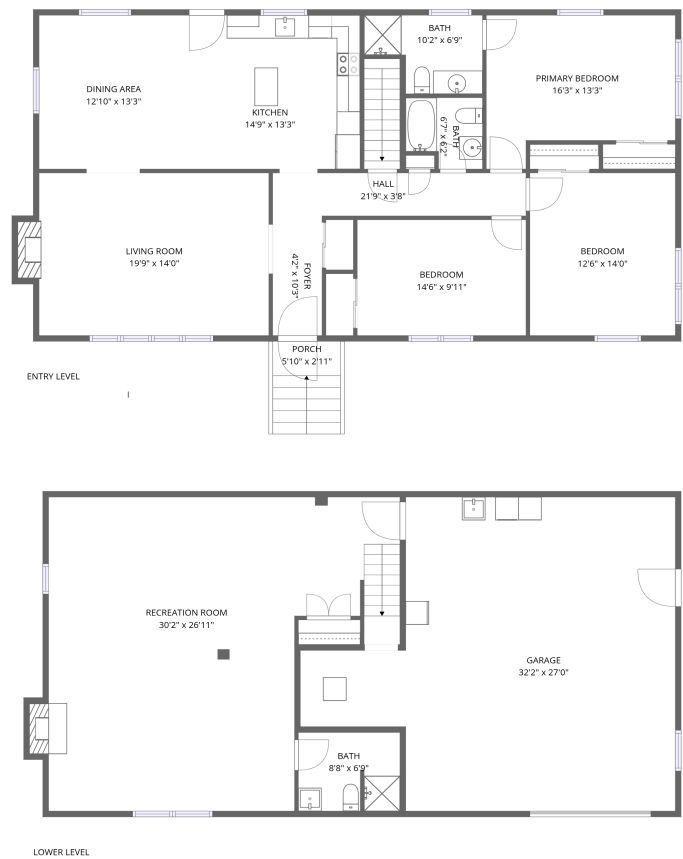 BATH
10'2" x 6'9"
DINING AREA
12'10" x 13'3"
PRIMARY BEDROOM
16'3" x 13'3"
KITCHEN
14'9" x 13'3"
BATH
6'7" x 6'2"
HALL
21'9" x 3'8"
LIVING ROOM
19'9" x 14'0"
FOYER
4'2" x 10'3"
BEDROOM
14'6" x 9'11"
BEDROOM
12'6" x 14'0"
PORCH
5'10" x 2'11"
ENTRY LEVEL
RECREATION ROOM
30'2" x 26'11"
GARAGE
32'2" x 27'0"
BATH
8'8" x 6'9"
LOWER LEVEL